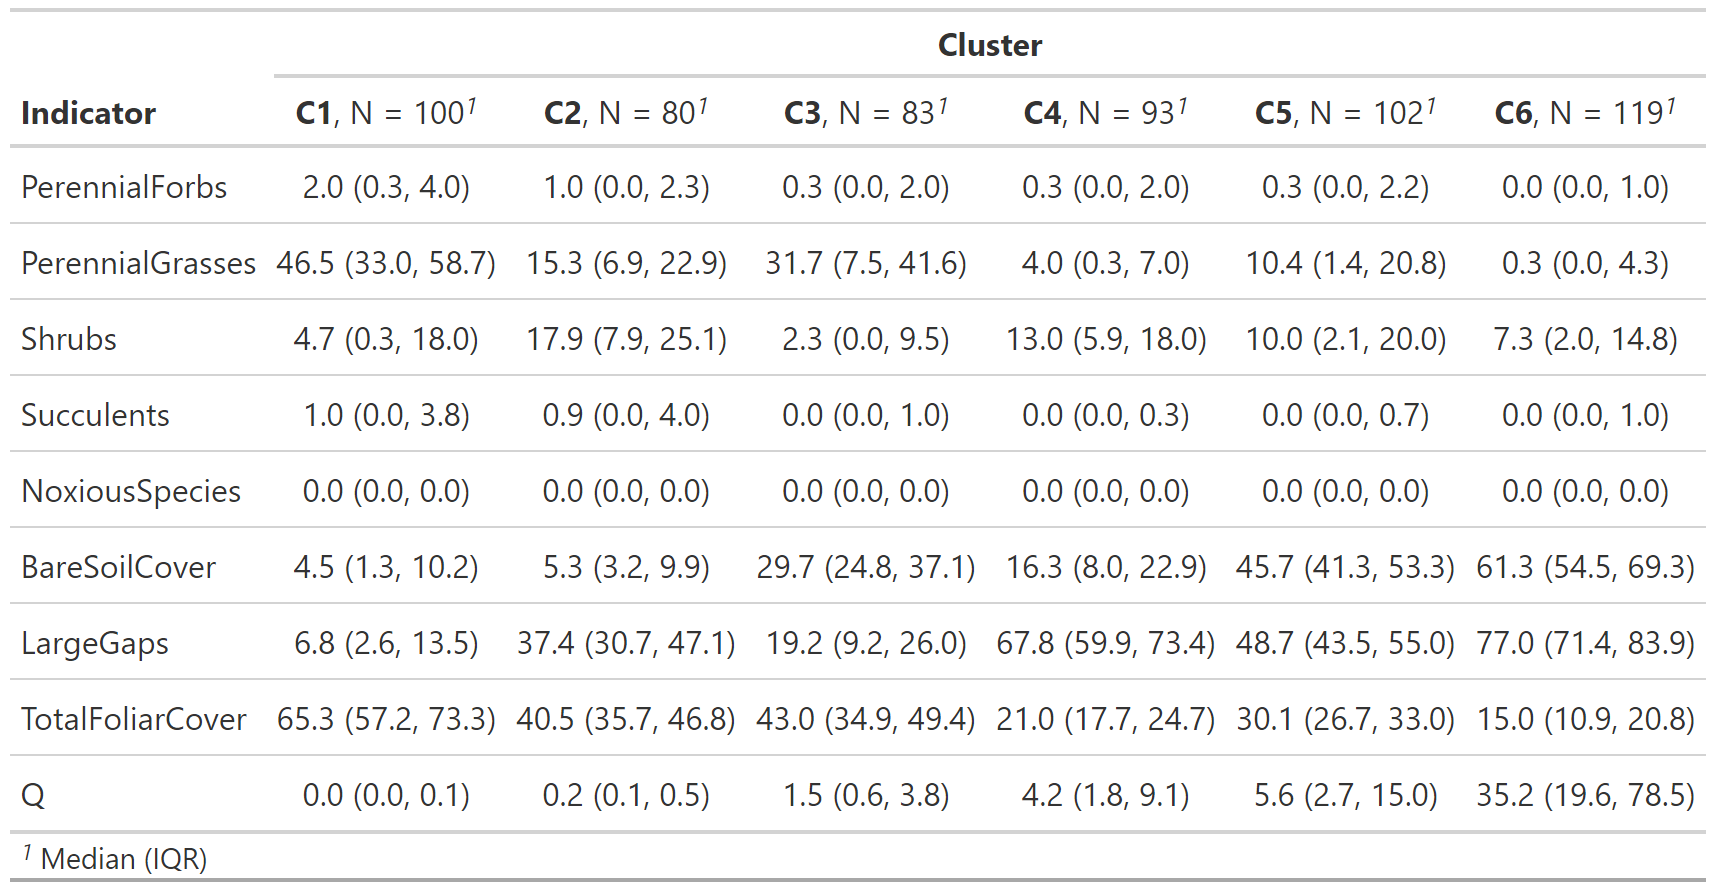 Cluster
Indicator C1, N = 100¹ C2, N = 80¹ C3, N = 83¹ C4, N = 93¹ C5, N = 102¹ C6, N = 119¹
PerennialForbs 2.0 (0.3, 4.0) 1.0 (0.0, 2.3) 0.3 (0.0, 2.0) 0.3 (0.0, 2.0) 0.3 (0.0, 2.2) 0.0 (0.0, 1.0)
PerennialGrasses 46.5 (33.0, 58.7) 15.3 (6.9, 22.9) 31.7 (7.5, 41.6) 4.0 (0.3, 7.0) 10.4 (1.4, 20.8) 0.3 (0.0, 4.3)
Shrubs 4.7 (0.3, 18.0) 17.9 (7.9, 25.1) 2.3 (0.0, 9.5) 13.0 (5.9, 18.0) 10.0 (2.1, 20.0) 7.3 (2.0, 14.8)
Succulents 1.0 (0.0, 3.8) 0.9 (0.0, 4.0) 0.0 (0.0, 1.0) 0.0 (0.0, 0.3) 0.0 (0.0, 0.7) 0.0 (0.0, 1.0)
NoxiousSpecies 0.0 (0.0, 0.0) 0.0 (0.0, 0.0) 0.0 (0.0, 0.0) 0.0 (0.0, 0.0) 0.0 (0.0, 0.0) 0.0 (0.0, 0.0)
BareSoilCover 4.5 (1.3, 10.2) 5.3 (3.2, 9.9) 29.7 (24.8, 37.1) 16.3 (8.0, 22.9) 45.7 (41.3, 53.3) 61.3 (54.5, 69.3)
LargeGaps 6.8 (2.6, 13.5) 37.4 (30.7, 47.1) 19.2 (9.2, 26.0) 67.8 (59.9, 73.4) 48.7 (43.5, 55.0) 77.0 (71.4, 83.9)
TotalFoliarCover 65.3 (57.2, 73.3) 40.5 (35.7, 46.8) 43.0 (34.9, 49.4) 21.0 (17.7, 24.7) 30.1 (26.7, 33.0) 15.0 (10.9, 20.8)
Q 0.0 (0.0, 0.1) 0.2 (0.1, 0.5) 1.5 (0.6, 3.8) 4.2 (1.8, 9.1) 5.6 (2.7, 15.0) 35.2 (19.6, 78.5)
¹ Median (IQR)